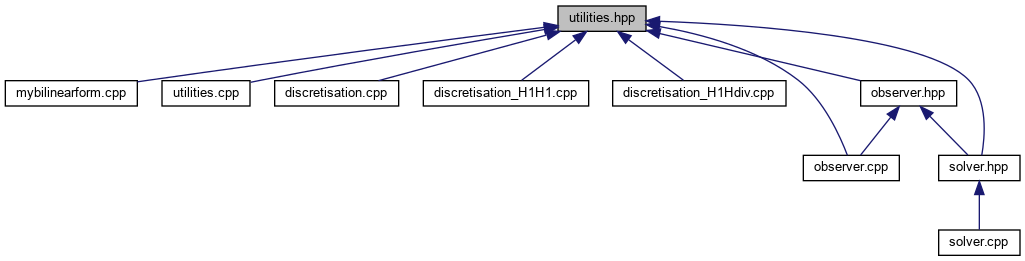 utilities.hpp
mybilinearform.cpp
utilities.cpp
discretisation.cpp
discretisation_H1H1.cpp
discretisation_H1Hdiv.cpp
observer.hpp
observer.cpp
solver.hpp
solver.cpp